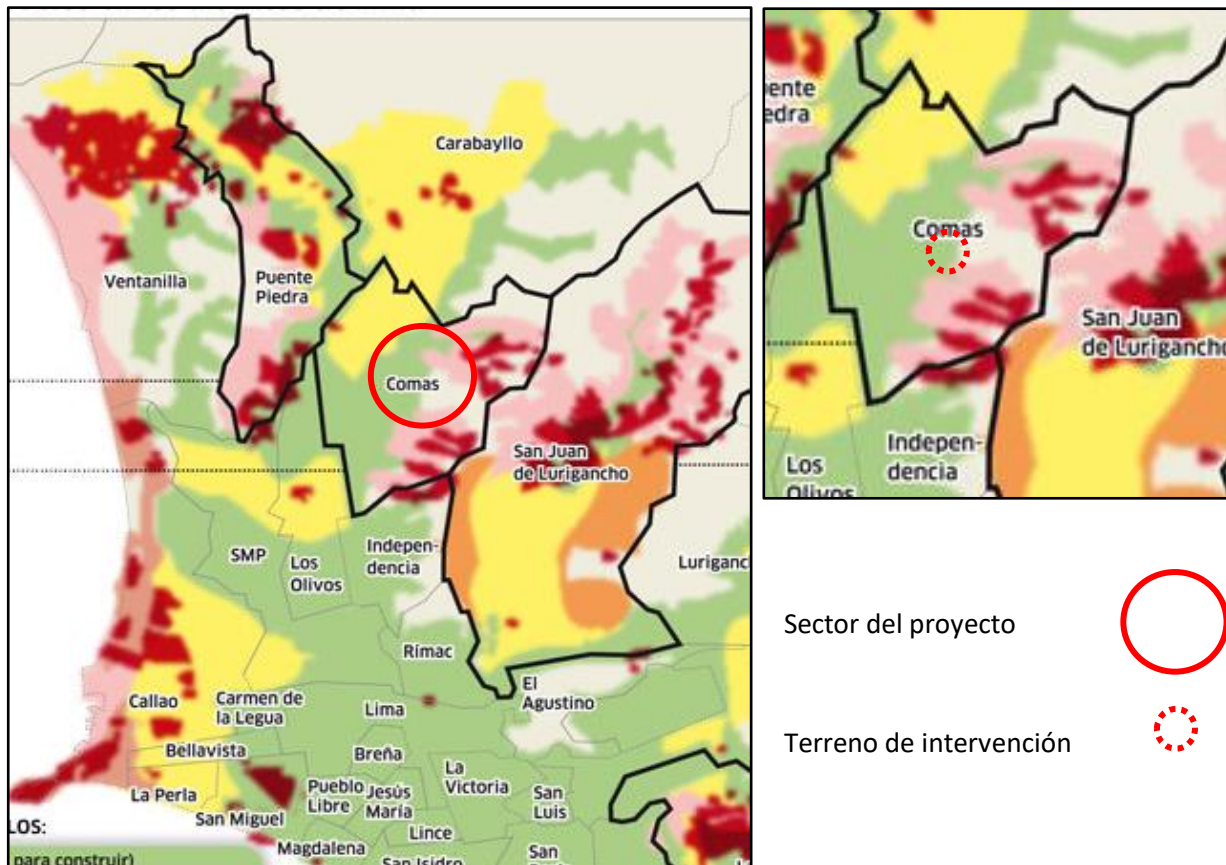 Carabayllo
Ventanilla
Puente
Piedra
Comas
San Juan
de Lurigancho
SMP
Los
Olivos
Indepen-
dencia
Rímac
El
Agustino
Callao
Carmen de
la Legua
Lima
Bellavista
Breña
La
Victoria
La Perla
Pueblo
Libre
Jesús
María
San
Luis
San Miguel
Lince
Magdalena
San Isidro
San
LOS:
para construir)
Comas
San Juan
de Lurigancho
Indepen-
dencia
Los
Olivos
Sector del proyecto
Terreno de intervención